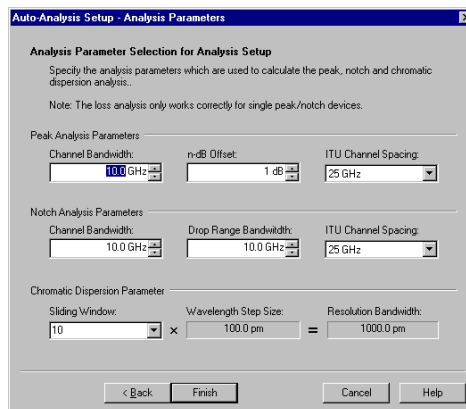 Auto-Analysis Setup - Analysis Parameters
Analysis Parameter Selection for Analysis Setup
Specify the analysis parameters which are used to calculate the peak, notch and chromatic
dispersion analysis..
Note: The loss analysis only works correctly for single peak/notch devices.
Peak Analysis Parameters
Channel Bandwidth: n-dB Offset: ITU Channel Spacing:
10.0 GHz 1 dB 25 GHz
Notch Analysis Parameters
Channel Bandwidth: Drop Range Bandwitdth: ITU Channel Spacing:
10.0 GHz 10.0 GHz 25 GHz
Chromatic Dispersion Parameter
Sliding Window: Wavelength Step Size: Resolution Bandwidth:
10 × 100.0 pm = 1000.0 pm
< Back Finish Cancel Help